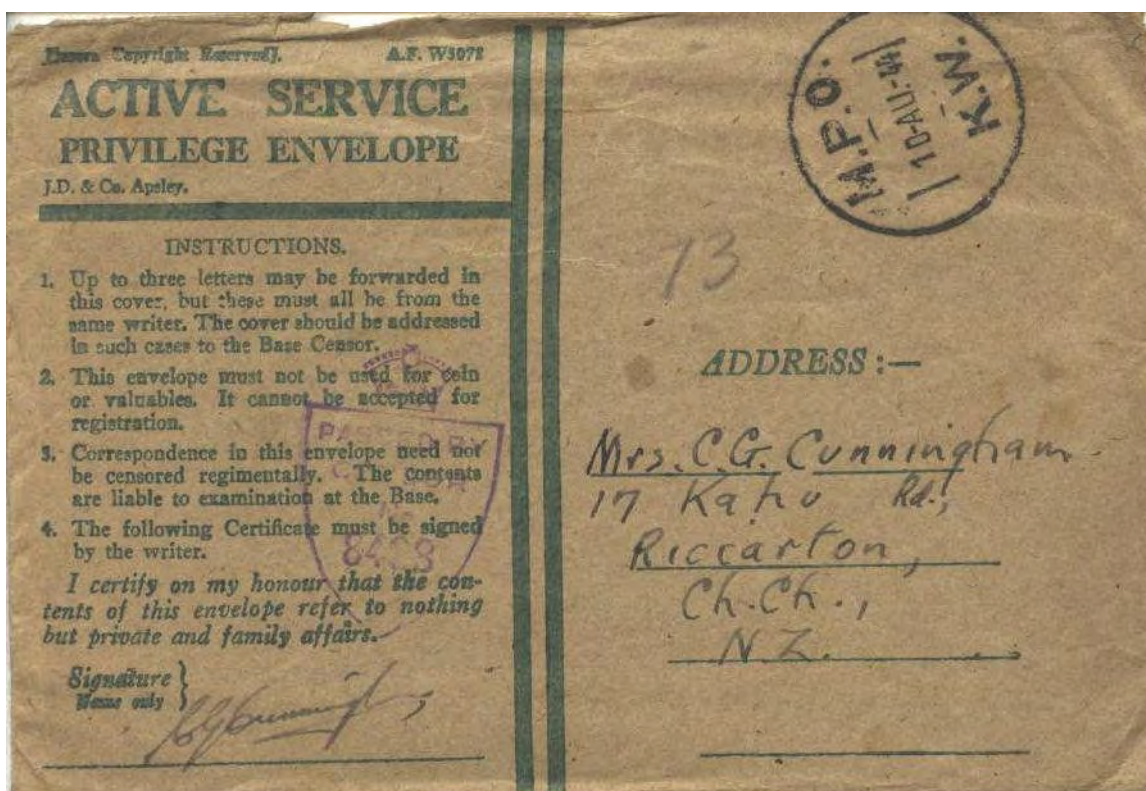 [Crown Copyright Reserved]. A.F. W3078
ACTIVE SERVICE
PRIVILEGE ENVELOPE
J.D. & Co. Apsley.
INSTRUCTIONS.
1. Up to three letters may be forwarded in
this cover, but these must all be from the
same writer. The cover should be addressed
in such cases to the Base Censor.
2. This envelope must not be used for coin
or valuables. It cannot be accepted for
registration.
3. Correspondence in this envelope need not
be censored regimentally. The contents
are liable to examination at the Base.
4. The following Certificate must be signed
by the writer.
I certify on my honour that the con-
tents of this envelope refer to nothing
but private and family affairs.
Signature }
Name only
CGCunningham
PASSED BY
M.P.O.
10-AU.-44
K.W.
13
ADDRESS :—
Mrs. C.G. Cunningham
17 Kahu Rd.,
Riccarton,
Ch.Ch.,
N.Z.